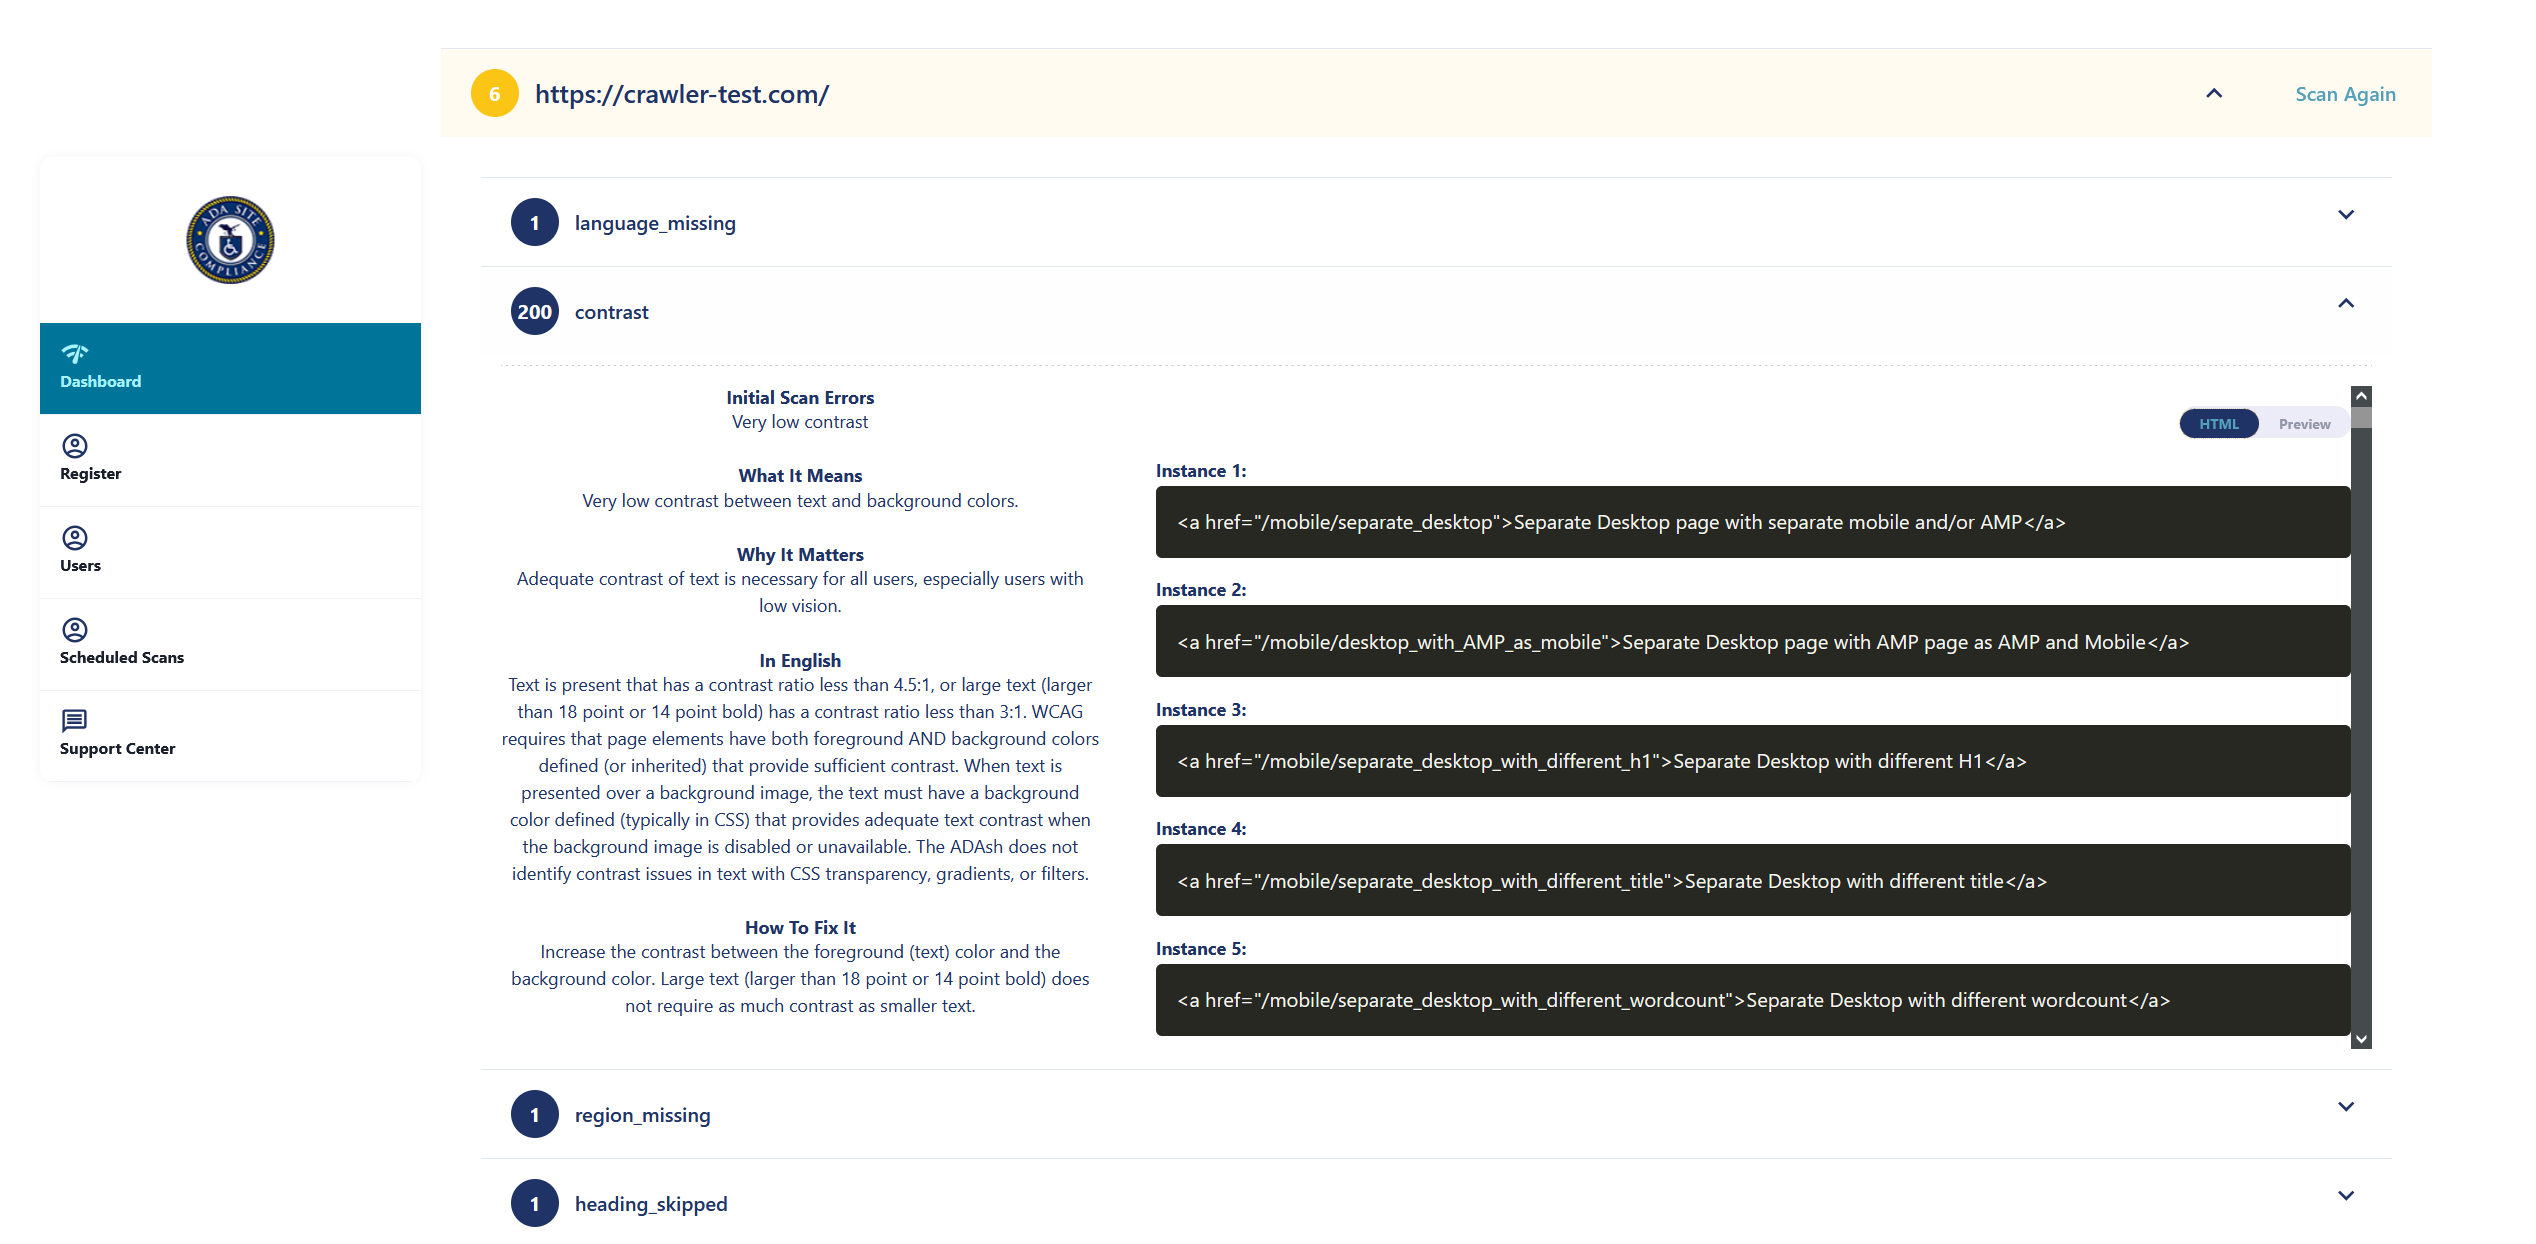 6 https://crawler-test.com/ Scan Again
ADA SITE COMPLIANCE
Dashboard
Register
Users
Scheduled Scans
Support Center
1 language_missing
200 contrast
Initial Scan Errors
Very low contrast
What It Means
Very low contrast between text and background colors.
Why It Matters
Adequate contrast of text is necessary for all users, especially users with
low vision.
In English
Text is present that has a contrast ratio less than 4.5:1, or large text (larger
than 18 point or 14 point bold) has a contrast ratio less than 3:1. WCAG
requires that page elements have both foreground AND background colors
defined (or inherited) that provide sufficient contrast. When text is
presented over a background image, the text must have a background
color defined (typically in CSS) that provides adequate text contrast when
the background image is disabled or unavailable. The ADAsh does not
identify contrast issues in text with CSS transparency, gradients, or filters.
How To Fix It
Increase the contrast between the foreground (text) color and the
background color. Large text (larger than 18 point or 14 point bold) does
not require as much contrast as smaller text.
HTML Preview
Instance 1:
<a href="/mobile/separate_desktop">Separate Desktop page with separate mobile and/or AMP</a>
Instance 2:
<a href="/mobile/desktop_with_AMP_as_mobile">Separate Desktop page with AMP page as AMP and Mobile</a>
Instance 3:
<a href="/mobile/separate_desktop_with_different_h1">Separate Desktop with different H1</a>
Instance 4:
<a href="/mobile/separate_desktop_with_different_title">Separate Desktop with different title</a>
Instance 5:
<a href="/mobile/separate_desktop_with_different_wordcount">Separate Desktop with different wordcount</a>
1 region_missing
1 heading_skipped